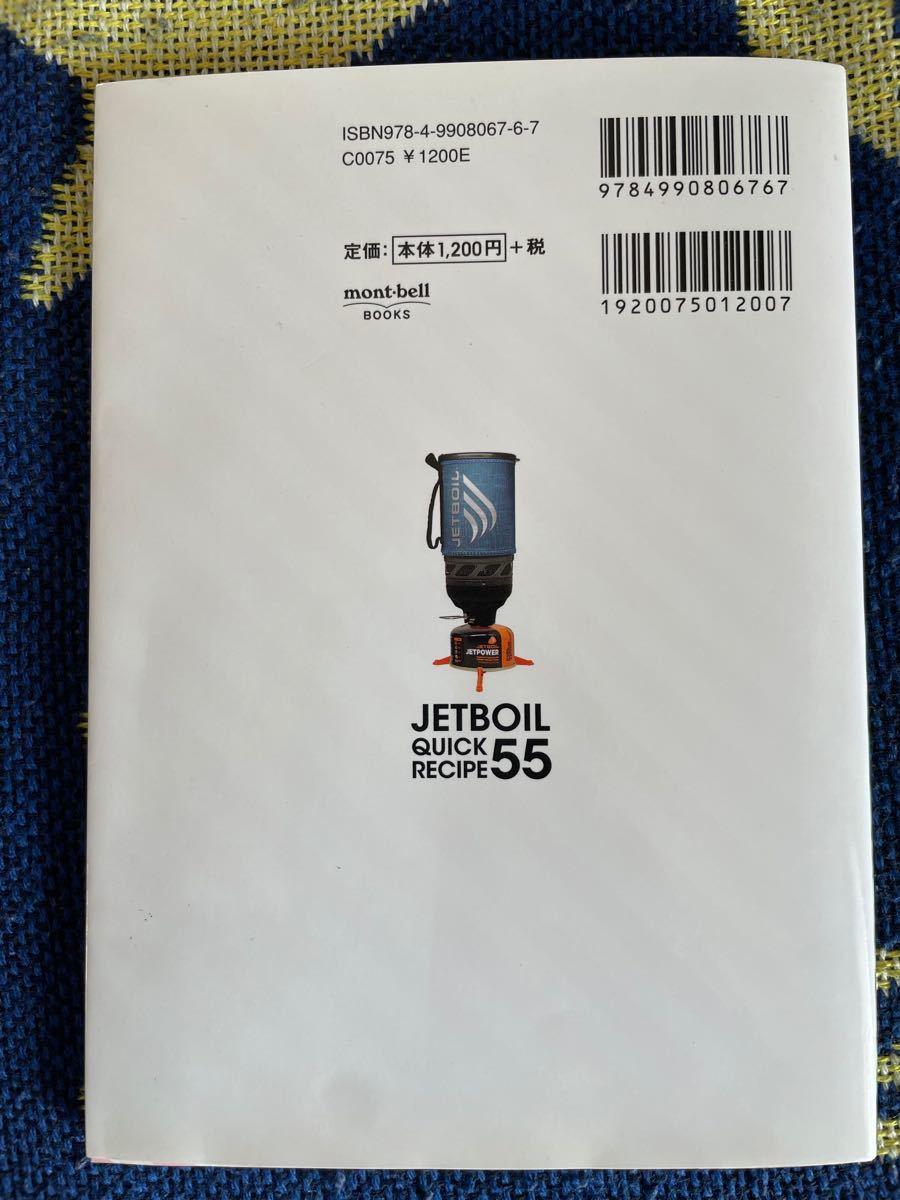 ISBN978-4-9908067-6-7
C0075 ￥1200E
9784990806767
定価：本体1,200円＋税
mont-bell
BOOKS
1920075012007
JETBOIL
JETBOIL
JETPOWER
JETBOIL
QUICK
RECIPE 55